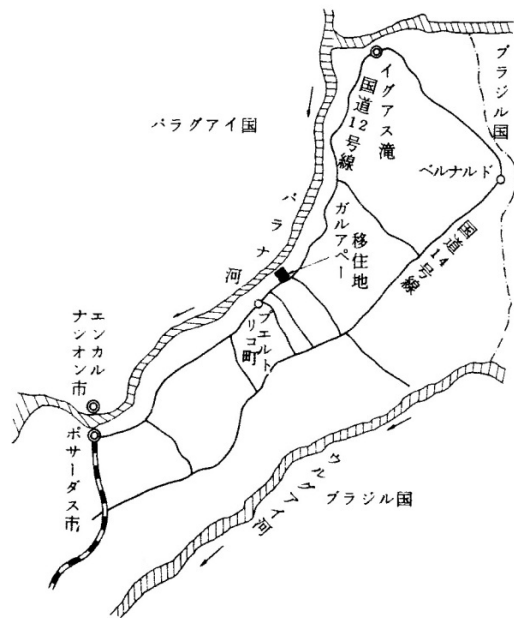 ブラジル国
イグアス滝
国道12号線
パラグアイ国
ベルナルド
パラナ河
ガルアペー
移住地
国道14号線
プエルト
リコ町
エンカル
ナシオン市
ポサーダス市
ウルグアイ河
ブラジル国